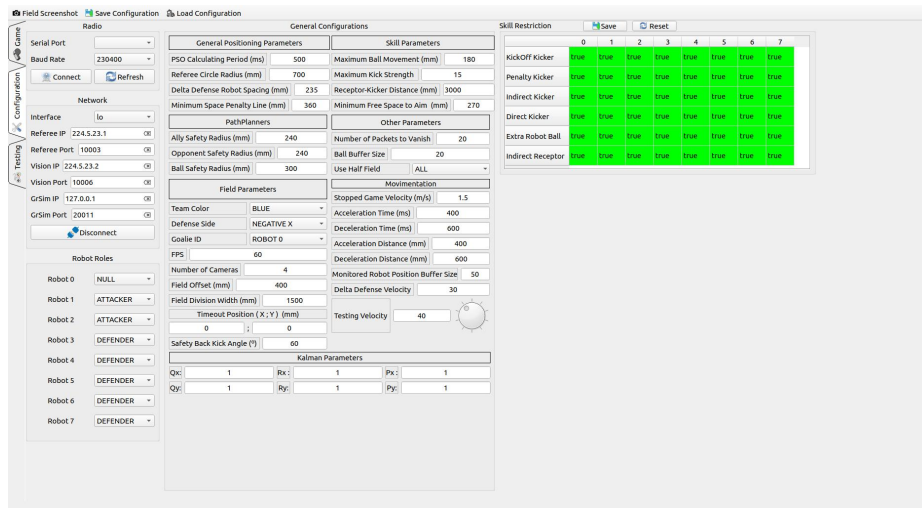 Field Screenshot Save Configuration Load Configuration
Game
Configuration
Testing
Radio
Serial Port
Baud Rate 230400
Connect Refresh
Network
Interface lo
Referee IP 224.5.23.1
Referee Port 10003
Vision IP 224.5.23.2
Vision Port 10006
GrSim IP 127.0.0.1
GrSim Port 20011
Disconnect
Robot Roles
Robot 0 NULL
Robot 1 ATTACKER
Robot 2 ATTACKER
Robot 3 DEFENDER
Robot 4 DEFENDER
Robot 5 DEFENDER
Robot 6 DEFENDER
Robot 7 DEFENDER
General Configurations
General Positioning Parameters
PSO Calculating Period (ms) 500
Referee Circle Radius (mm) 700
Delta Defense Robot Spacing (mm) 235
Minimum Space Penalty Line (mm) 360
PathPlanners
Ally Safety Radius (mm) 240
Opponent Safety Radius (mm) 240
Ball Safety Radius (mm) 300
Field Parameters
Team Color BLUE
Defense Side NEGATIVE X
Goalie ID ROBOT 0
FPS 60
Number of Cameras 4
Field Offset (mm) 400
Field Division Width (mm) 1500
Timeout Position ( X ; Y ) (mm)
0 ; 0
Safety Back Kick Angle (º) 60
Skill Parameters
Maximum Ball Movement (mm) 180
Maximum Kick Strength 15
Receptor-Kicker Distance (mm) 3000
Minimum Free Space to Aim (mm) 270
Other Parameters
Number of Packets to Vanish 20
Ball Buffer Size 20
Use Half Field ALL
Movimentation
Stopped Game Velocity (m/s) 1.5
Acceleration Time (ms) 400
Deceleration Time (ms) 600
Acceleration Distance (mm) 400
Deceleration Distance (mm) 600
Monitored Robot Position Buffer Size 50
Delta Defense Velocity 30
Testing Velocity 40
Kalman Parameters
Qx: 1 Rx : 1 Px : 1
Qy: 1 Ry: 1 Py: 1
Skill Restriction Save Reset
0 1 2 3 4 5 6 7
KickOff Kicker true true true true true true true true
Penalty Kicker true true true true true true true true
Indirect Kicker true true true true true true true true
Direct Kicker true true true true true true true true
Extra Robot Ball true true true true true true true true
Indirect Receptor true true true true true true true true